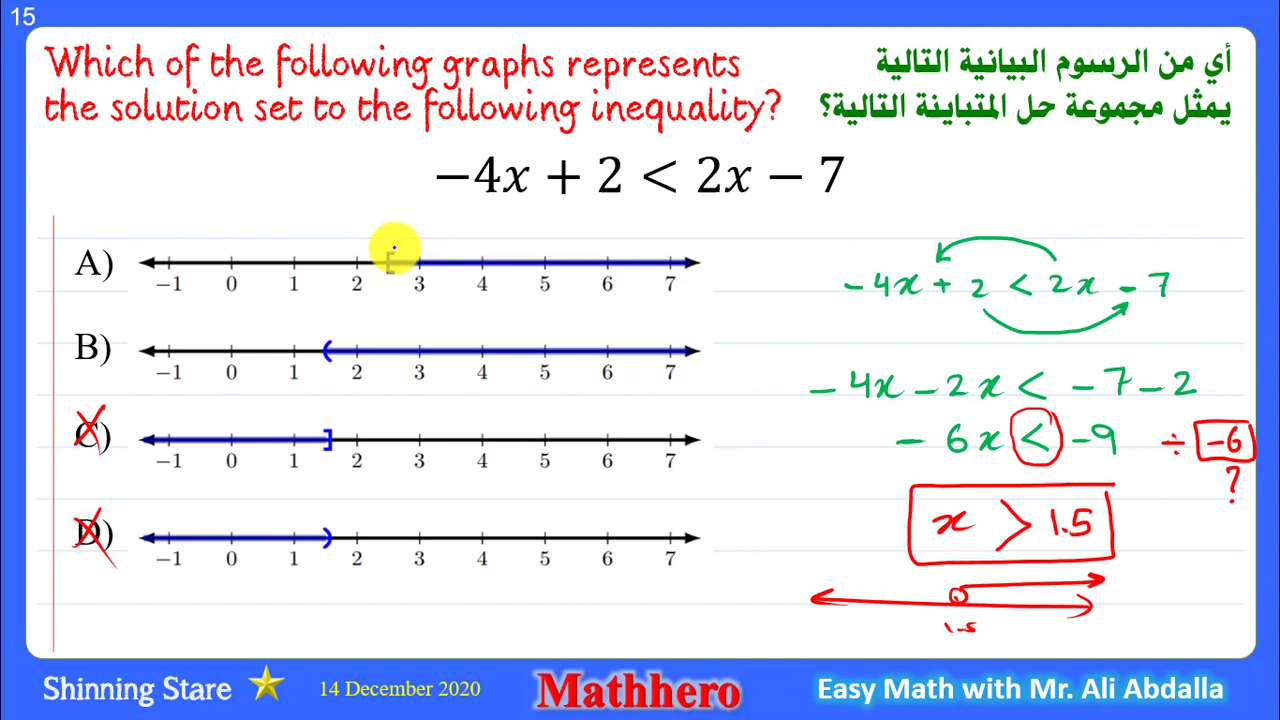 15
Which of the following graphs represents
the solution set to the following inequality?
أي من الرسوم البيانية التالية
يمثل مجموعة حل المتباينة التالية؟
−4x + 2 < 2x − 7
A)
−1 0 1 2 3 4 5 6 7
B)
−1 0 1 2 3 4 5 6 7
C)
−1 0 1 2 3 4 5 6 7
D)
−1 0 1 2 3 4 5 6 7
-4x + 2 < 2x - 7
-4x - 2x < -7 - 2
-6x < -9 ÷ -6
?
x > 1.5
1.5
Shinning Stare
14 December 2020
Mathhero
Easy Math with Mr. Ali Abdalla